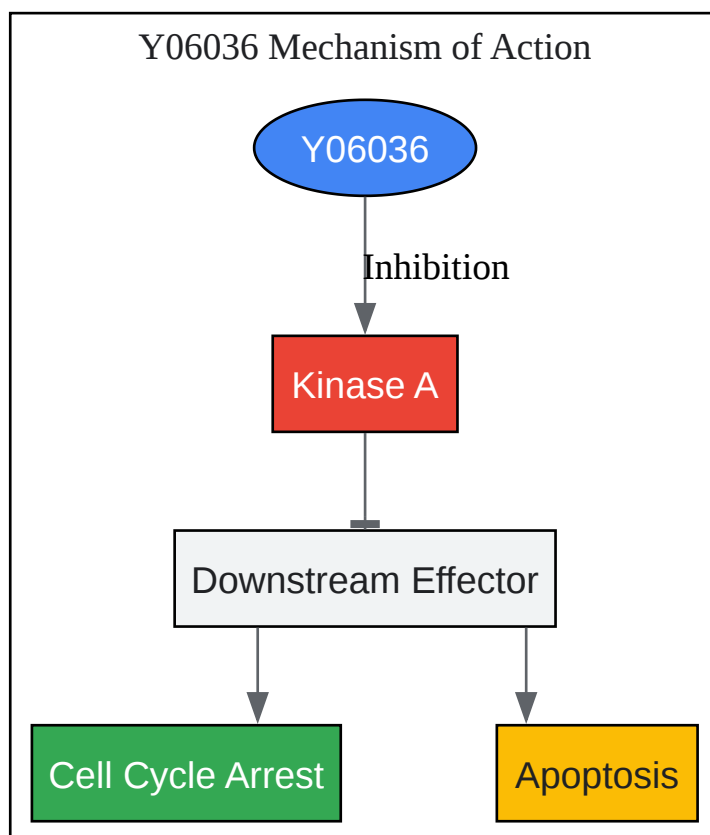 Y06036 Mechanism of Action
Y06036
Inhibition
Kinase A
Downstream Effector
Cell Cycle Arrest
Apoptosis